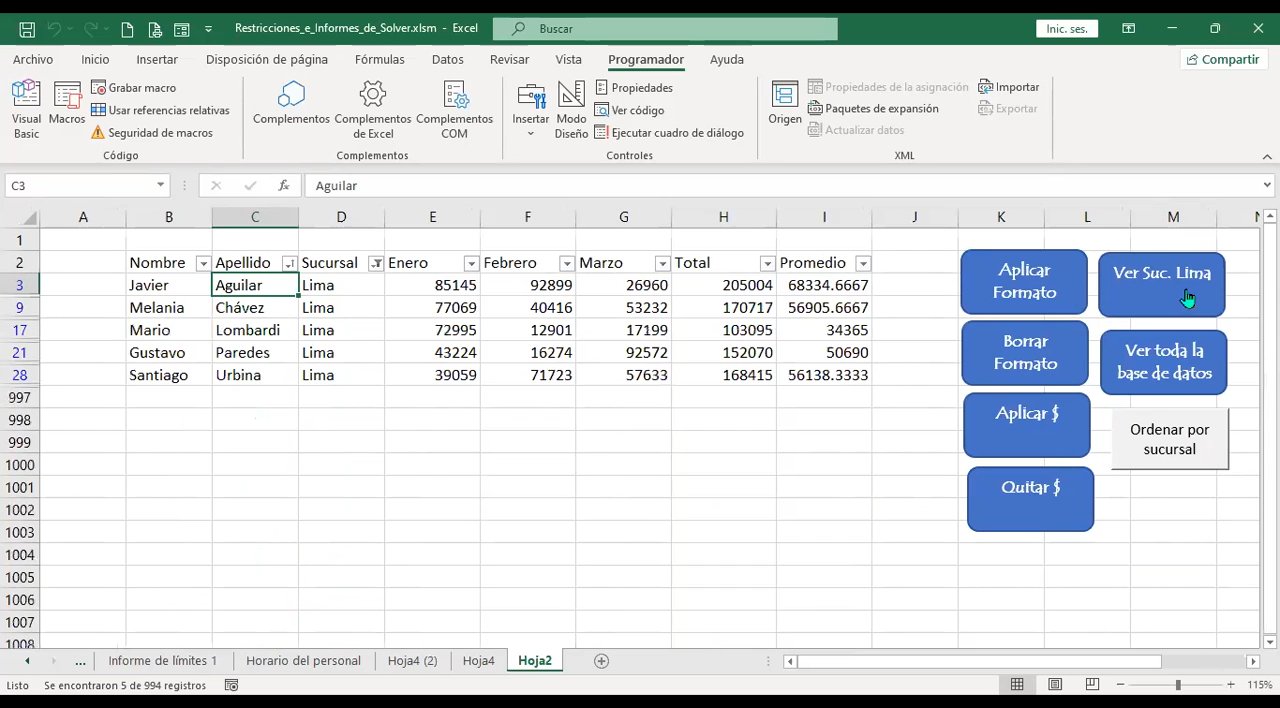 Restricciones_e_Informes_de_Solver.xlsm - Excel
Buscar
Inic. ses.
Archivo Inicio Insertar Disposición de página Fórmulas Datos Revisar Vista Programador Ayuda
Compartir
Visual Basic
Macros
Grabar macro
Usar referencias relativas
Seguridad de macros
Código
Complementos
Complementos de Excel
Complementos COM
Complementos
Insertar
Modo Diseño
Propiedades
Ver código
Ejecutar cuadro de diálogo
Controles
Origen
Propiedades de la asignación
Paquetes de expansión
Actualizar datos
Importar
Exportar
XML
C3
fx
Aguilar
A B C D E F G H I J K L M N
1
2 Nombre Apellido Sucursal Enero Febrero Marzo Total Promedio
3 Javier Aguilar Lima 85145 92899 26960 205004 68334.6667
9 Melania Chávez Lima 77069 40416 53232 170717 56905.6667
17 Mario Lombardi Lima 72995 12901 17199 103095 34365
21 Gustavo Paredes Lima 43224 16274 92572 152070 50690
28 Santiago Urbina Lima 39059 71723 57633 168415 56138.3333
997
998
999
1000
1001
1002
1003
1004
1005
1006
1007
1008
Aplicar
Formato
Ver Suc. Lima
Borrar
Formato
Ver toda la
base de datos
Aplicar $
Ordenar por
sucursal
Quitar $
... Informe de límites 1 Horario del personal Hoja4 (2) Hoja4 Hoja2
Listo Se encontraron 5 de 994 registros
115%